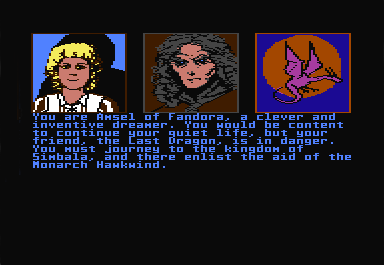 You are Amsel of Fandora, a clever and
inventive dreamer. You would be content
to continue your quiet life, but your
friend, the Last Dragon, is in danger.
You must journey to the kingdom of
Simbala, and there enlist the aid of the
Monarch Hawkwind.